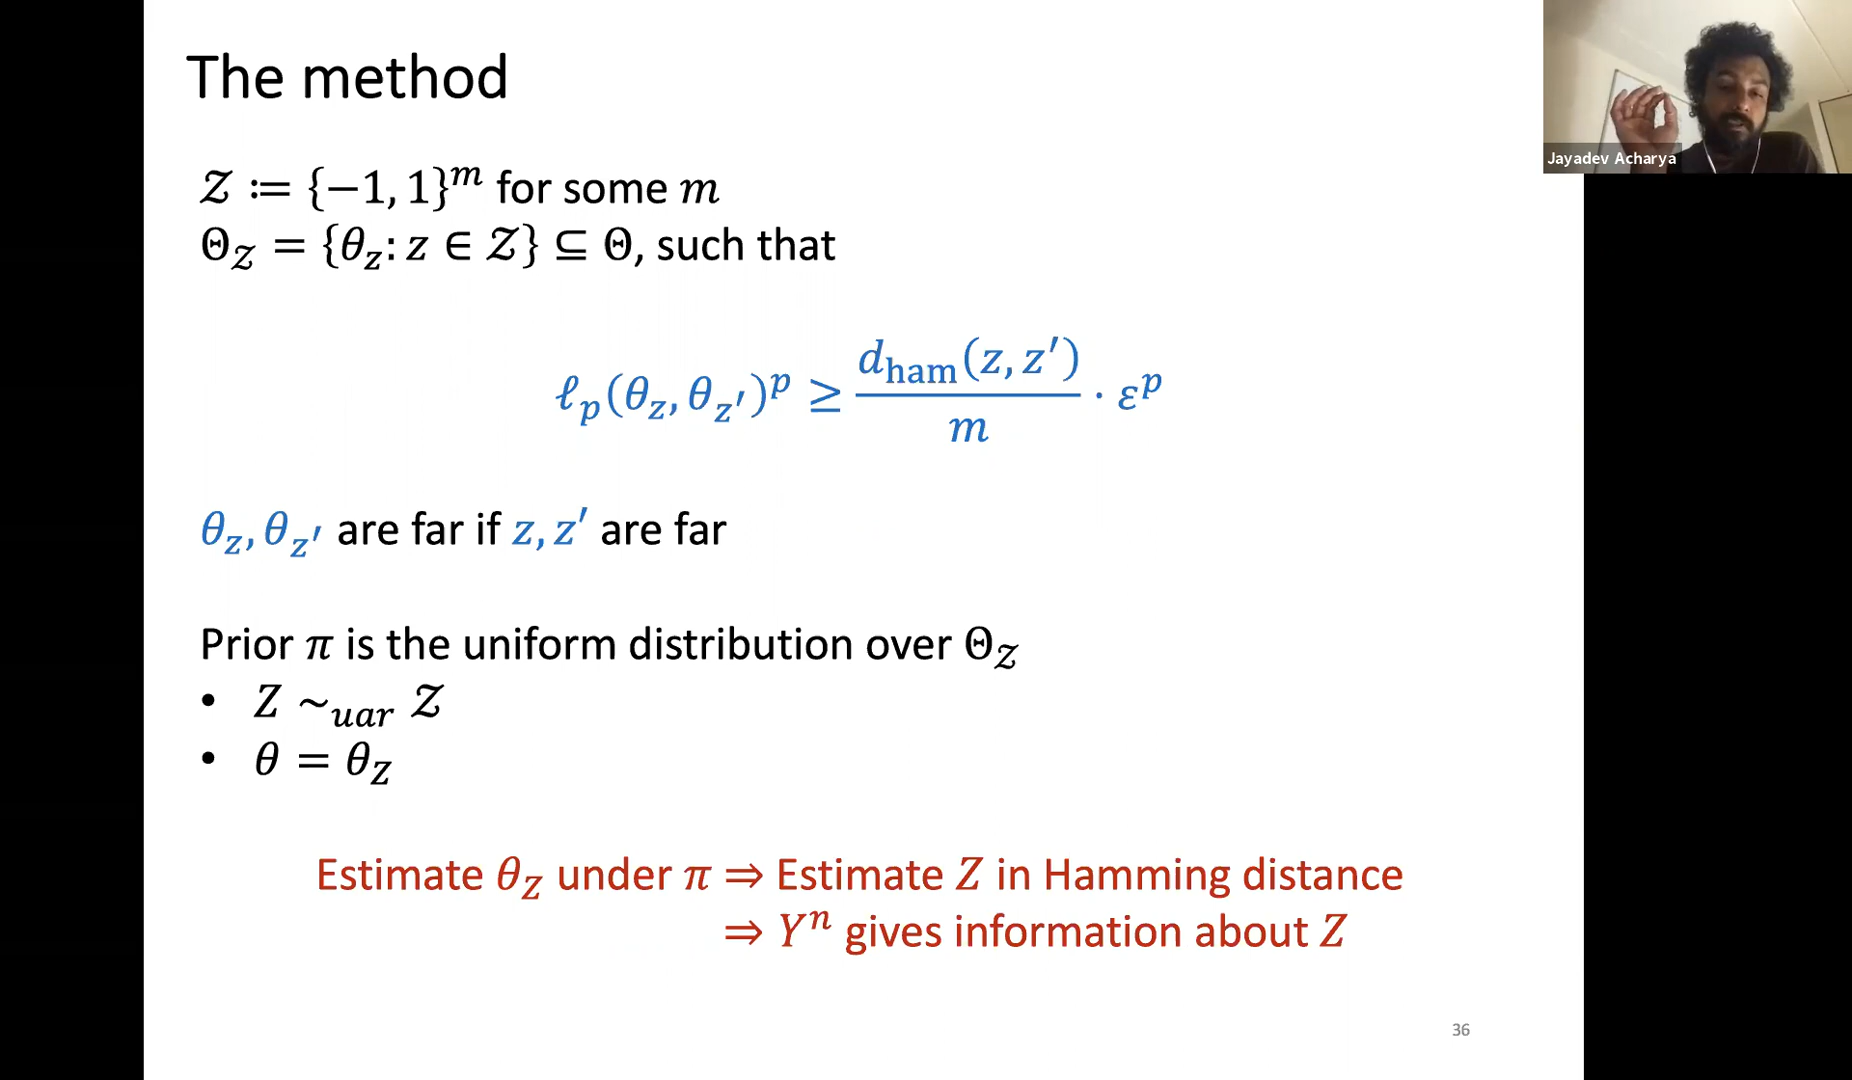 The method
𝒵 ≔ {−1, 1}^m for some m
Θ_𝒵 = {θ_z: z ∈ 𝒵} ⊆ Θ, such that
ℓ_p(θ_z, θ_z′)^p ≥ d_ham(z, z′)/m · ε^p
θ_z, θ_z′ are far if z, z′ are far
Prior π is the uniform distribution over Θ_𝒵
• Z ~_uar 𝒵
• θ = θ_Z
Estimate θ_Z under π ⇒ Estimate Z in Hamming distance
⇒ Y^n gives information about Z
36
Jayadev Acharya